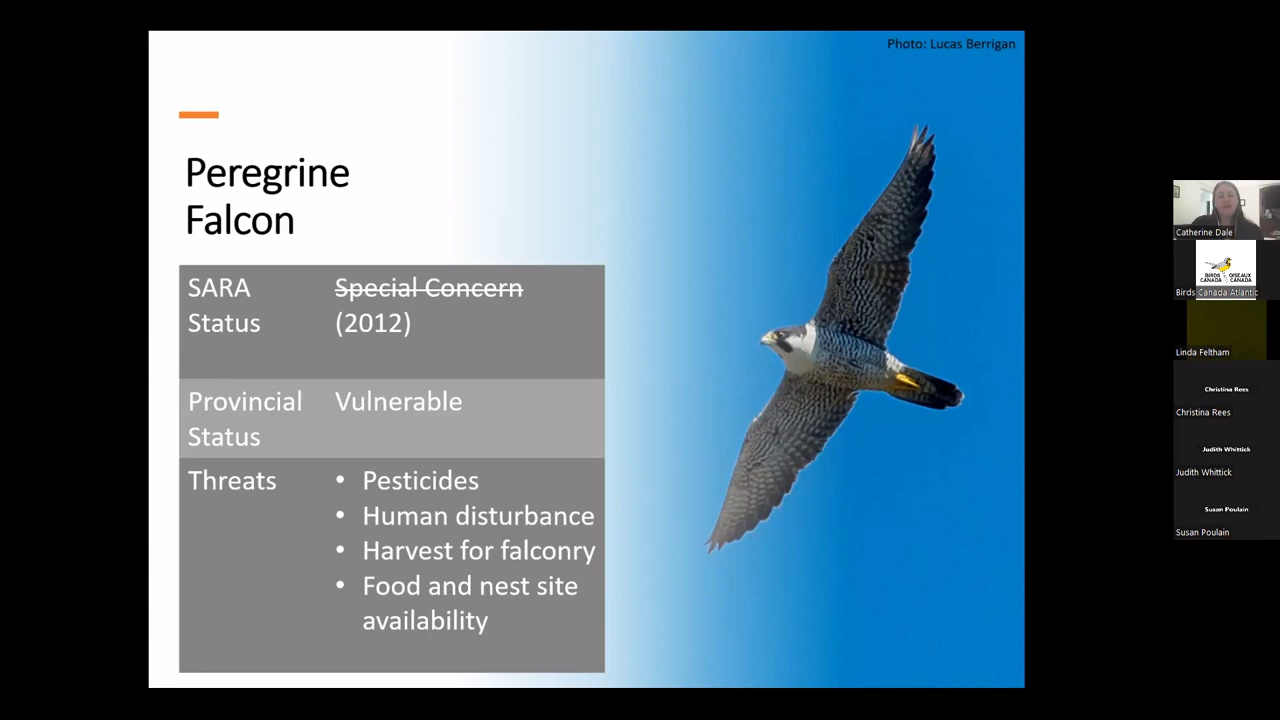 Photo: Lucas Berrigan
Peregrine
Falcon
SARA
Status
Special Concern
(2012)
Provincial
Status
Vulnerable
Threats
• Pesticides
• Human disturbance
• Harvest for falconry
• Food and nest site
availability
Catherine Dale
BIRDS CANADA
OISEAUX CANADA
Birds Canada Atlantic
Linda Feltham
Christina Rees
Christina Rees
Judith Whittick
Judith Whittick
Susan Poulain
Susan Poulain